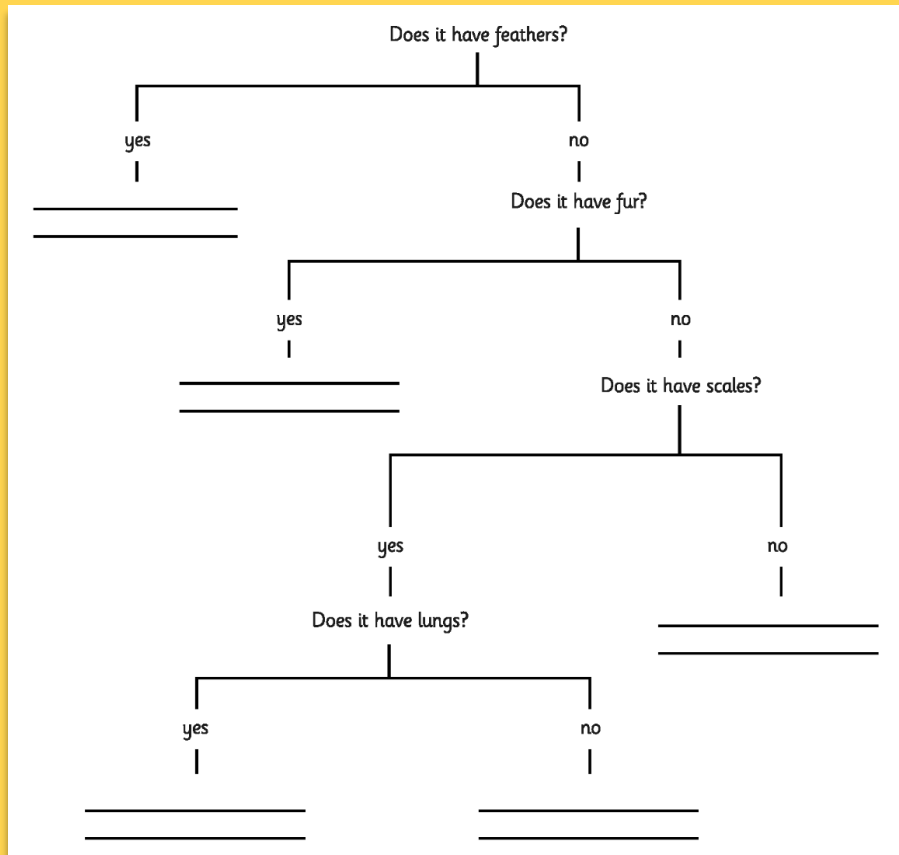 Does it have feathers?
yes
no
Does it have fur?
yes
no
Does it have scales?
yes
no
Does it have lungs?
yes
no